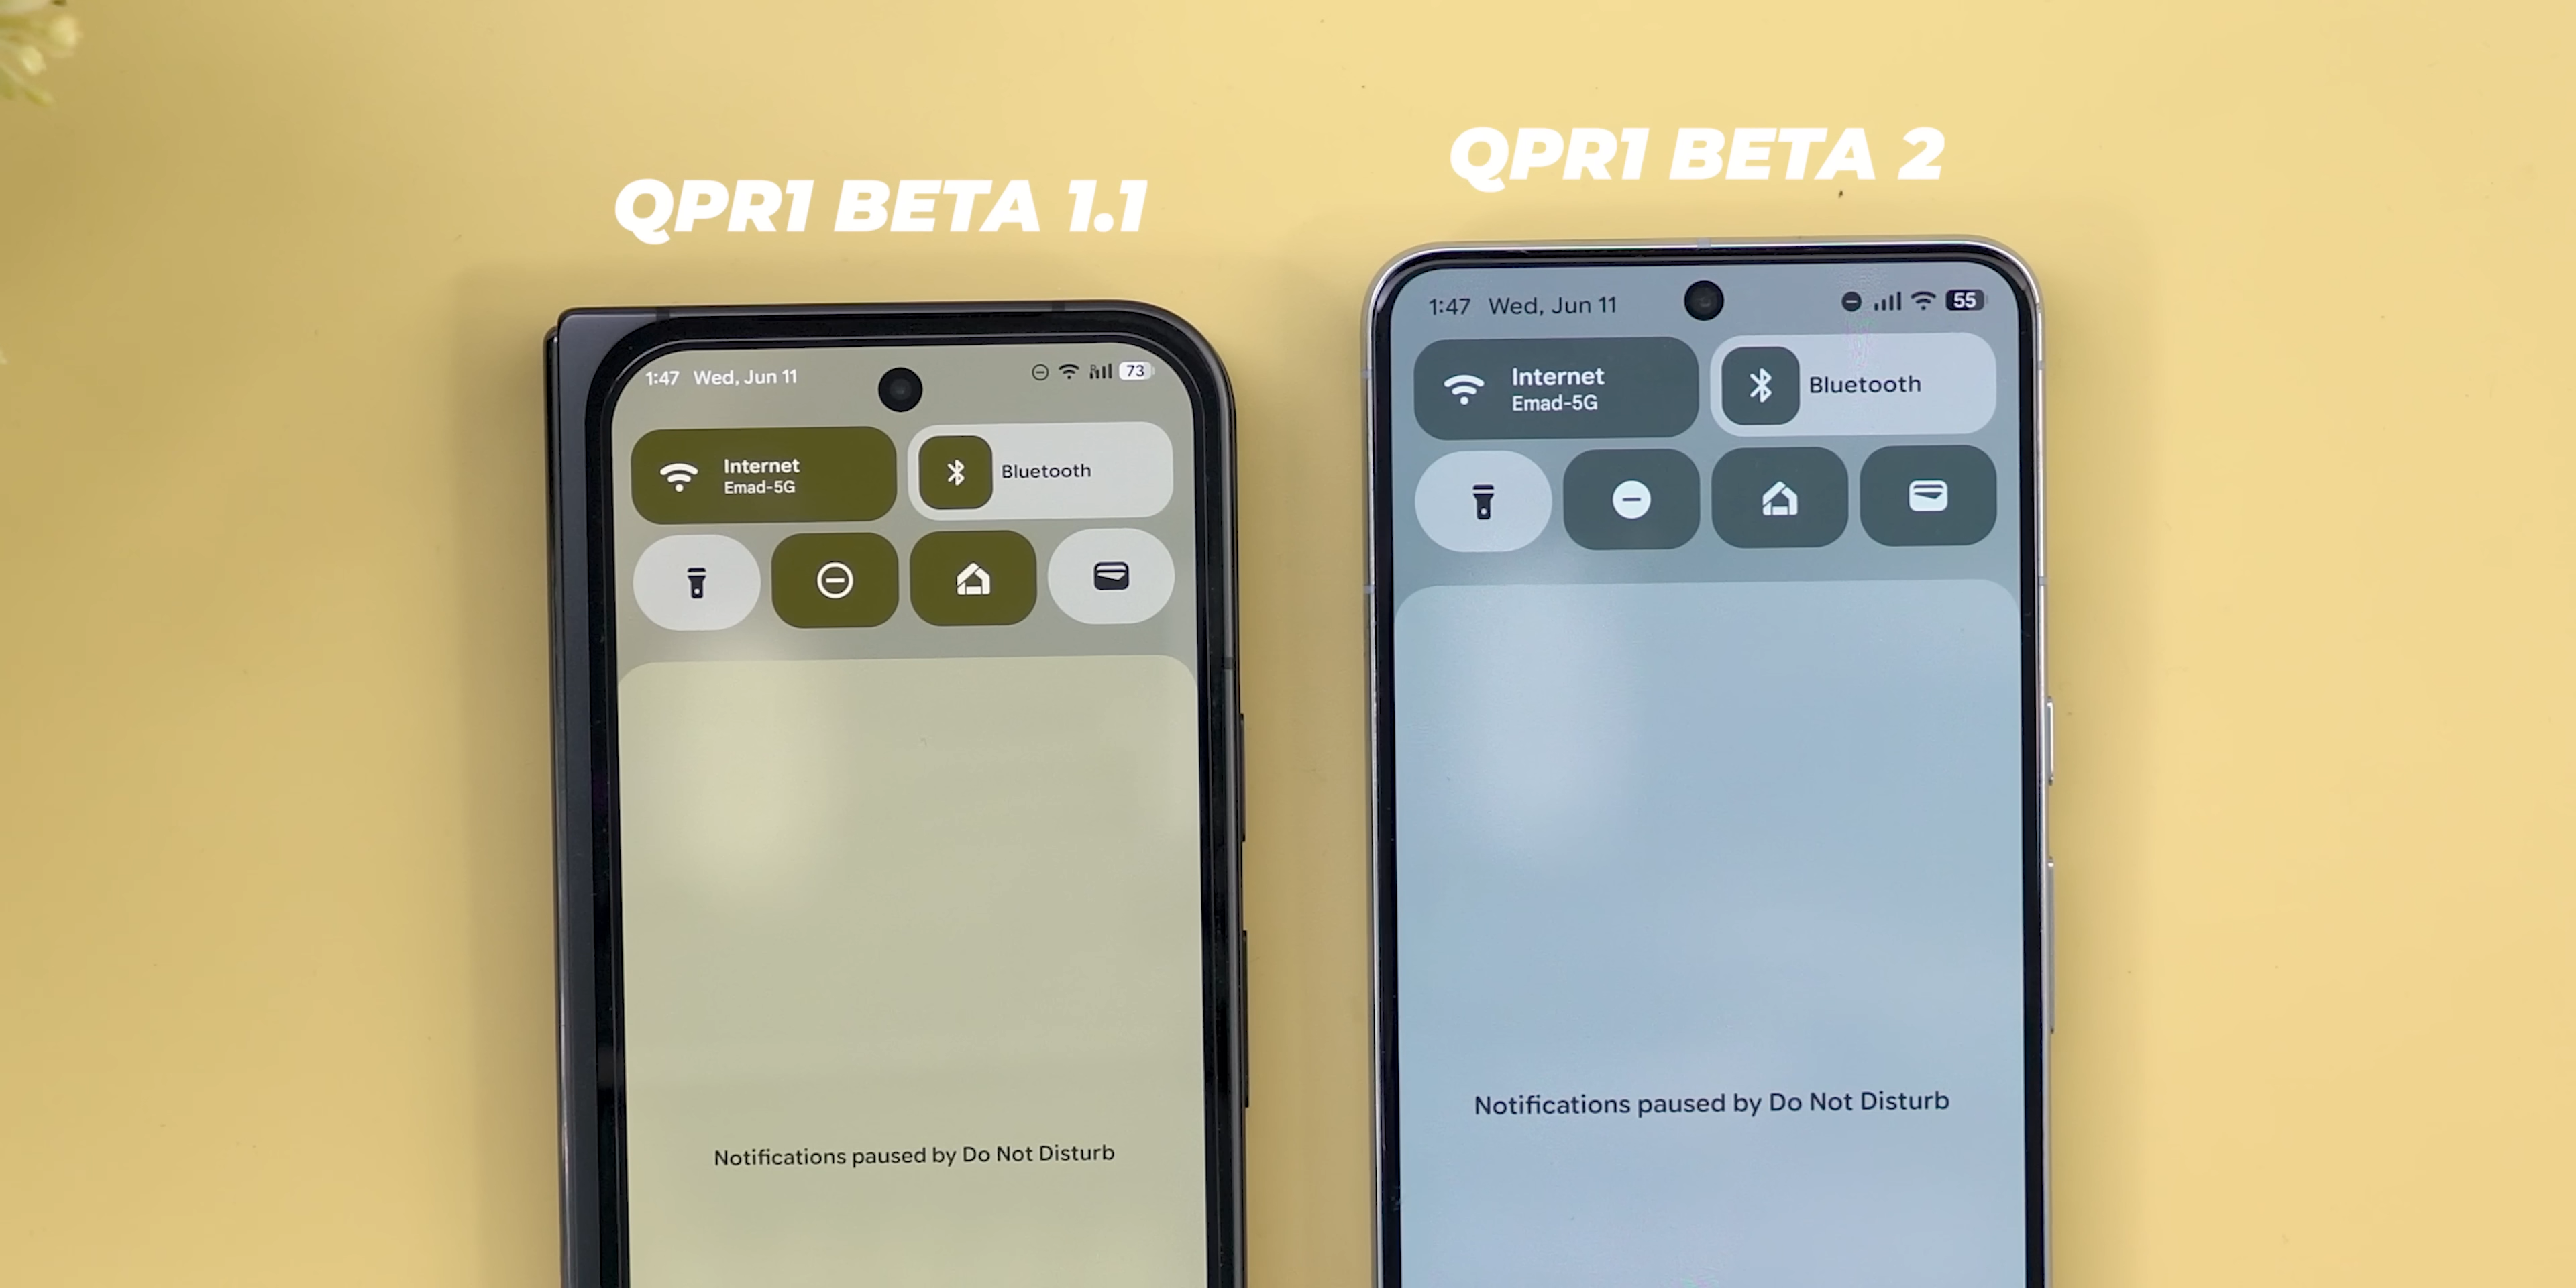 QPR1 BETA 1.1
1:47 Wed, Jun 11
73
Internet
Emad-5G
Bluetooth
Notifications paused by Do Not Disturb
QPR1 BETA 2
1:47 Wed, Jun 11
55
Internet
Emad-5G
Bluetooth
Notifications paused by Do Not Disturb